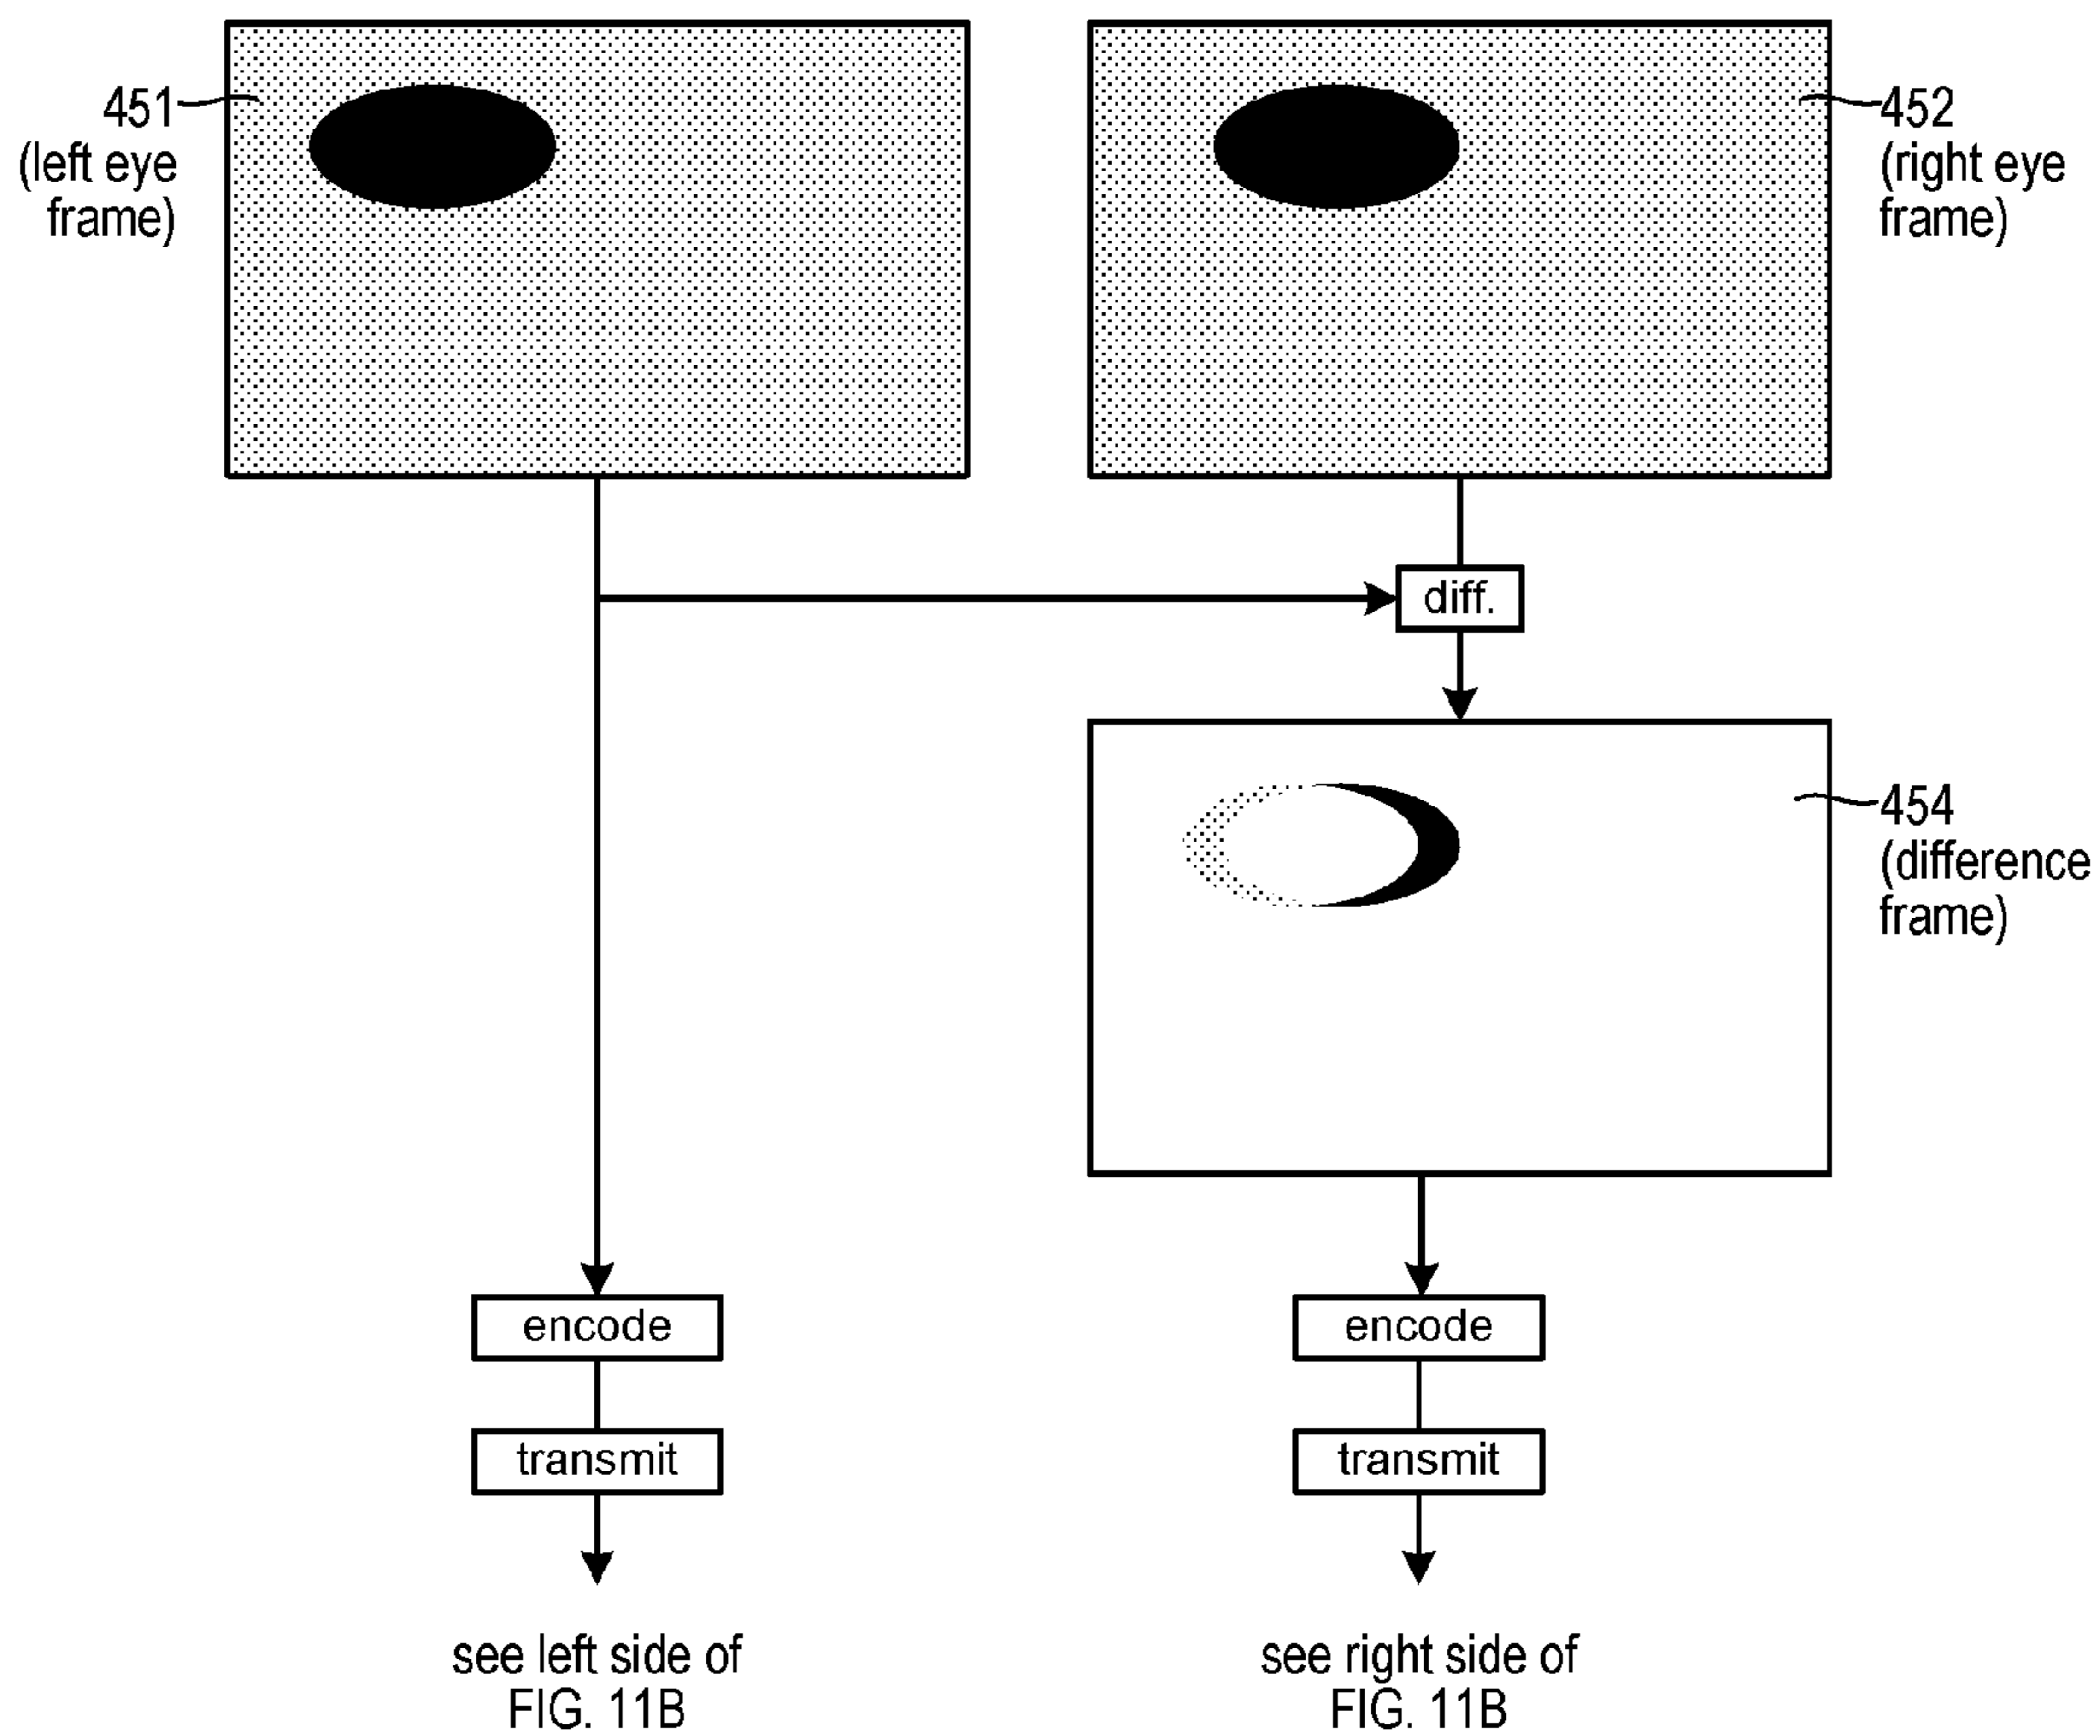 451
(left eye
frame)
452
(right eye
frame)
diff.
454
(difference
frame)
encode
encode
transmit
transmit
see left side of
FIG. 11B
see right side of
FIG. 11B